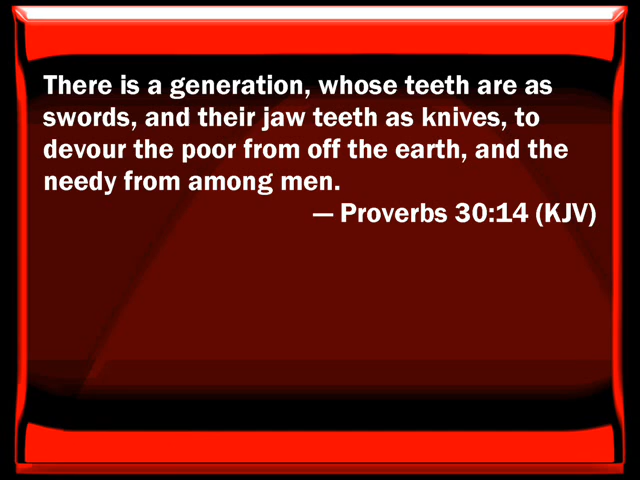 There is a generation, whose teeth are as
swords, and their jaw teeth as knives, to
devour the poor from off the earth, and the
needy from among men.
— Proverbs 30:14 (KJV)